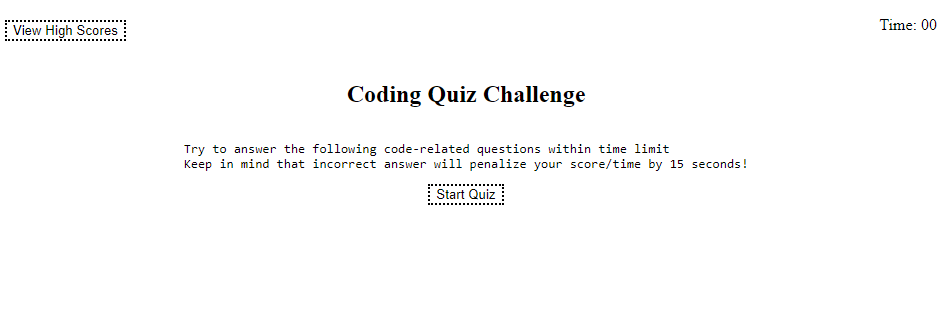 View High Scores
Time: 00
Coding Quiz Challenge
Try to answer the following code-related questions within time limit
Keep in mind that incorrect answer will penalize your score/time by 15 seconds!
Start Quiz